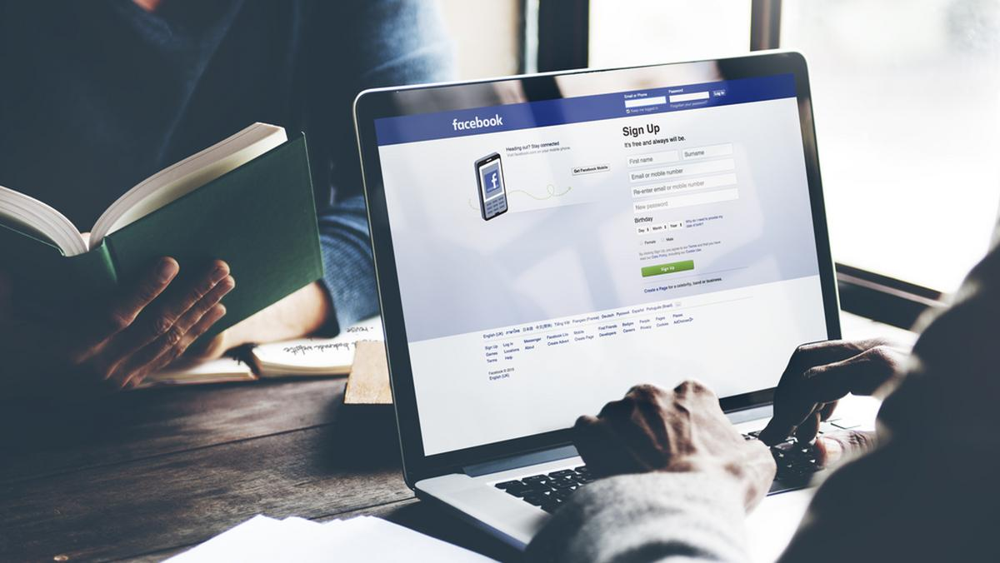 facebook
Email or Phone
Password
Log In
Keep me logged in
Forgotten your password?
Heading out? Stay connected
Visit facebook.com on your mobile phone.
Get Facebook Mobile
f
Sign Up
It's free and always will be.
First name
Surname
Email or mobile number
Re-enter email or mobile number
New password
Birthday
Day
Month
Year
Why do I need to provide my
date of birth?
Female
Male
By clicking Sign Up, you agree to our Terms and that you have
read our Data Policy, including our Cookie Use.
Sign Up
Create a Page for a celebrity, band or business.
English (UK) ภาษาไทย 日本語 中文(简体) Tiếng Việt Français (France) Deutsch Русский Español Português (Brasil)
Sign Up Log In Messenger Facebook Lite Mobile Find Friends Badges People Pages Places
Games Locations About Create Advert Create Page Developers Careers Privacy Cookies AdChoices
Terms Help
Facebook © 2015
English (UK)